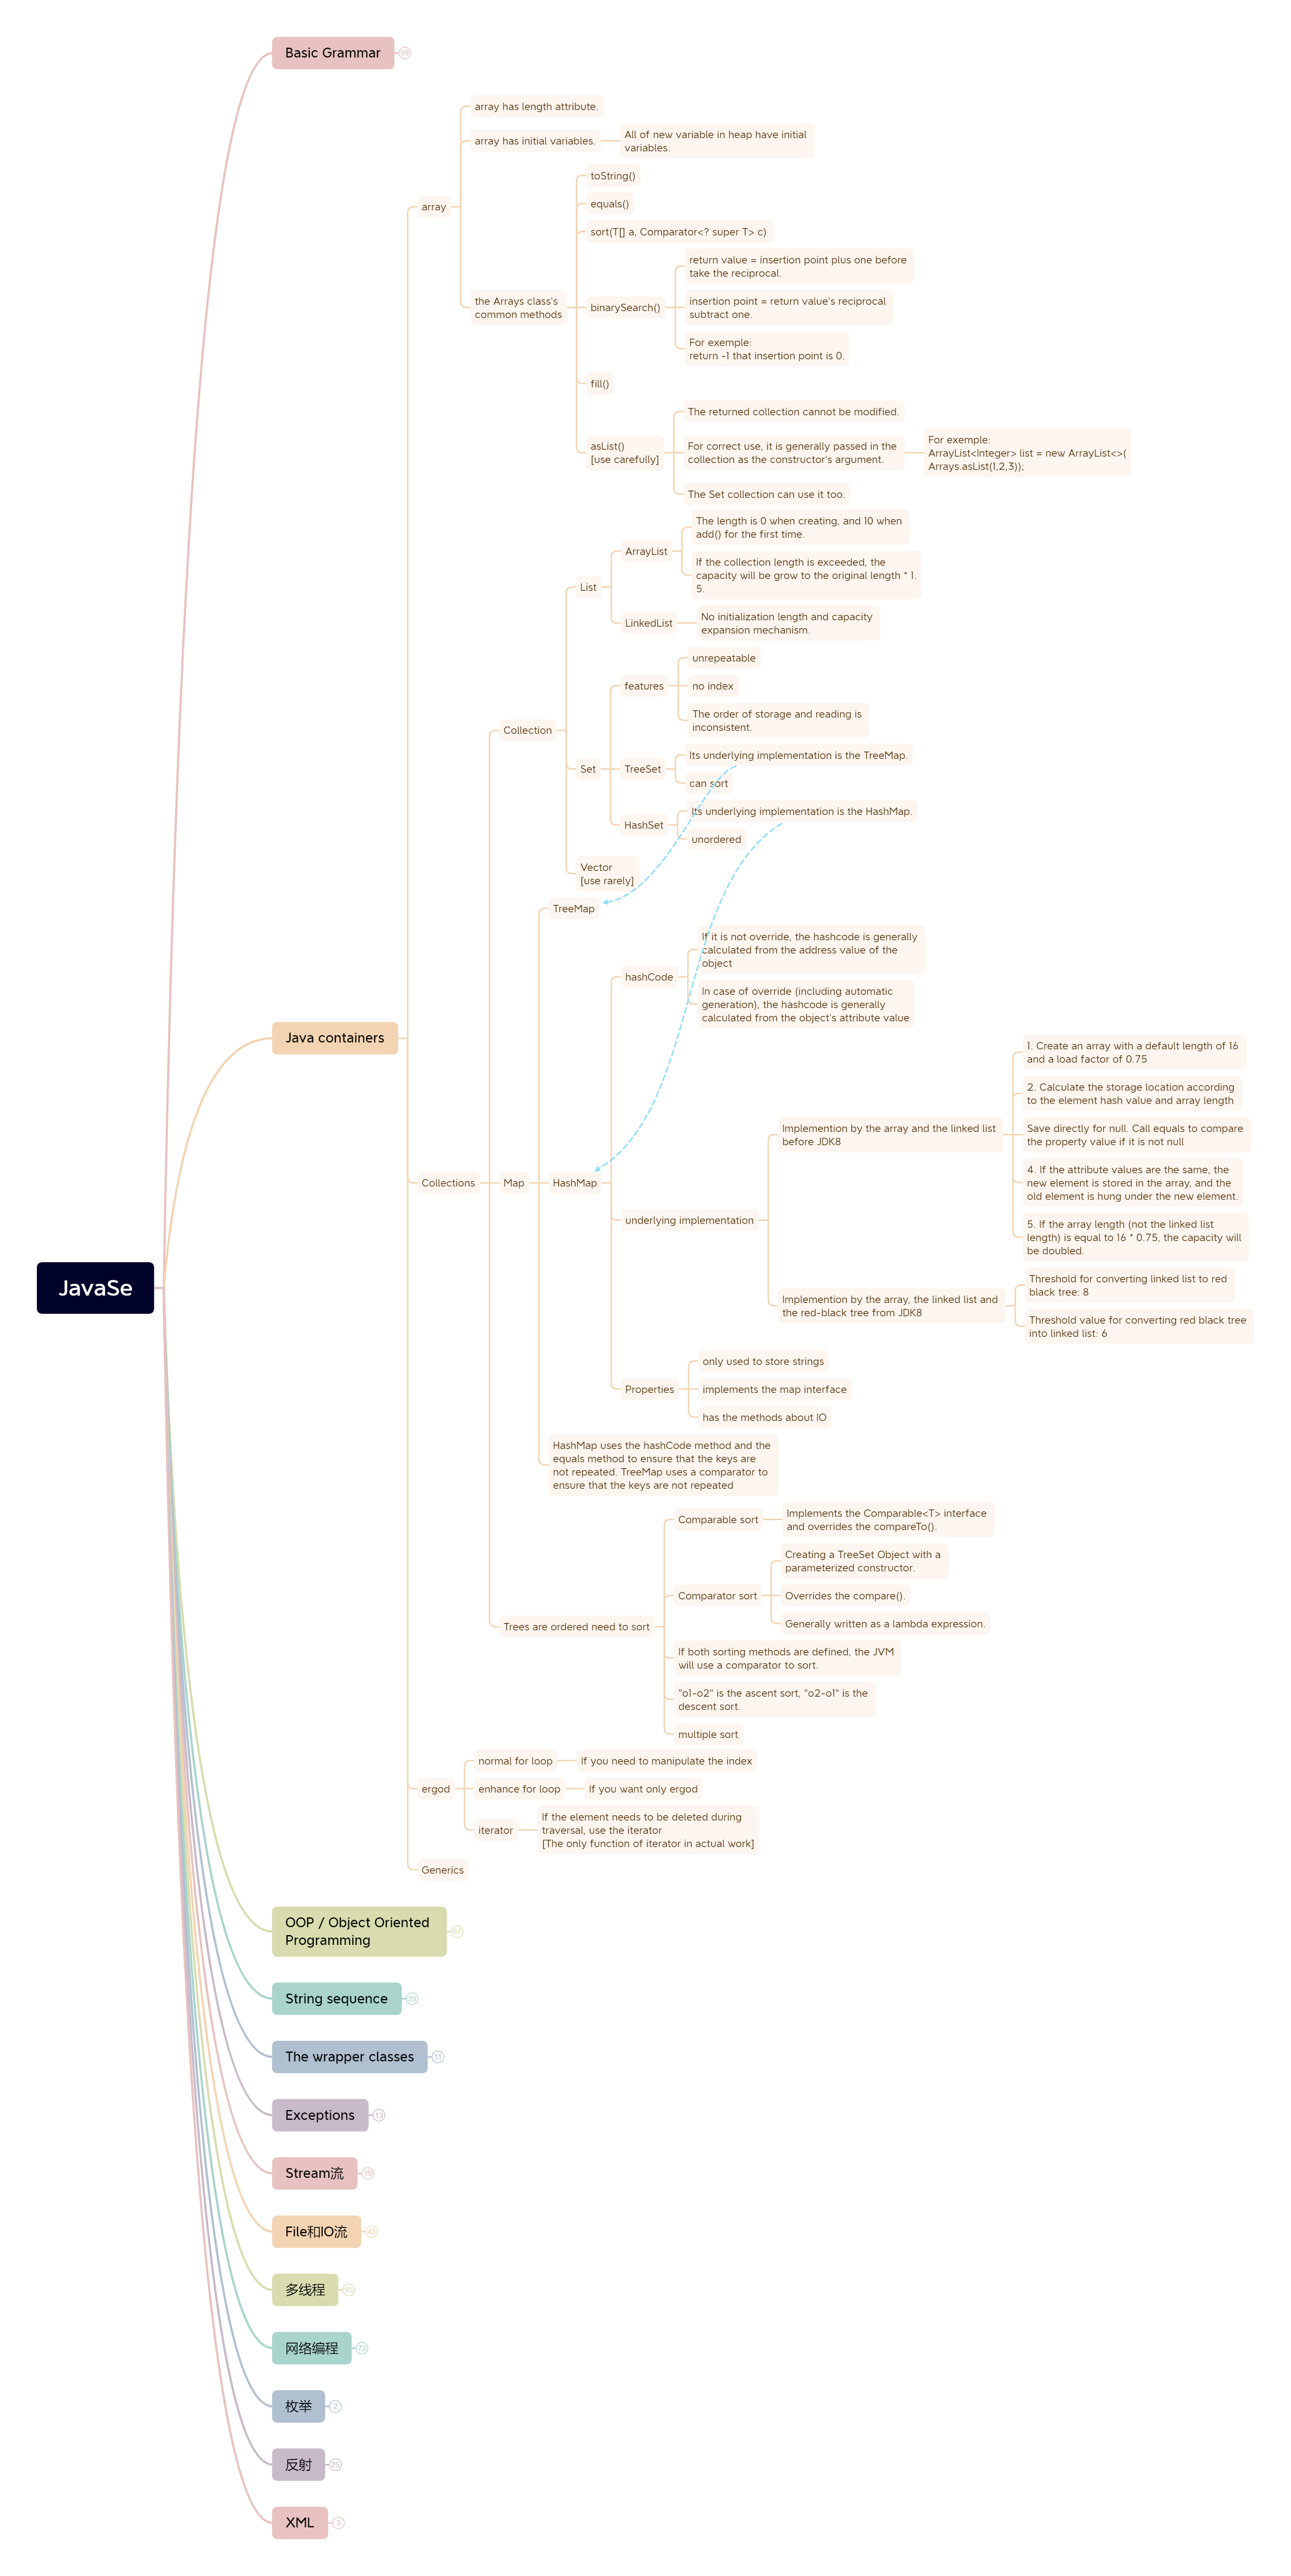 JavaSe
Basic Grammar
99
Java containers
array
array has length attribute.
array has initial variables.
All of new variable in heap have initial
variables.
the Arrays class's
common methods
toString()
equals()
sort(T[] a, Comparator<? super T> c)
binarySearch()
return value = insertion point plus one before
take the reciprocal.
insertion point = return value's reciprocal
subtract one.
For exemple:
return -1 that insertion point is 0.
fill()
asList()
[use carefully]
The returned collection cannot be modified.
For correct use, it is generally passed in the
collection as the constructor's argument.
For exemple:
ArrayList<Integer> list = new ArrayList<>(
Arrays.asList(1,2,3));
The Set collection can use it too.
Collections
Collection
List
ArrayList
The length is 0 when creating, and 10 when
add() for the first time.
If the collection length is exceeded, the
capacity will be grow to the original length * 1.
5.
LinkedList
No initialization length and capacity
expansion mechanism.
Set
features
unrepeatable
no index
The order of storage and reading is
inconsistent.
TreeSet
Its underlying implementation is the TreeMap.
can sort
HashSet
Its underlying implementation is the HashMap.
unordered
Vector
[use rarely]
Map
TreeMap
HashMap
hashCode
If it is not override, the hashcode is generally
calculated from the address value of the
object
In case of override (including automatic
generation), the hashcode is generally
calculated from the object's attribute value
underlying implementation
Implemention by the array and the linked list
before JDK8
1. Create an array with a default length of 16
and a load factor of 0.75
2. Calculate the storage location according
to the element hash value and array length
Save directly for null. Call equals to compare
the property value if it is not null
4. If the attribute values are the same, the
new element is stored in the array, and the
old element is hung under the new element.
5. If the array length (not the linked list
length) is equal to 16 * 0.75, the capacity will
be doubled.
Implemention by the array, the linked list and
the red-black tree from JDK8
Threshold for converting linked list to red
black tree: 8
Threshold value for converting red black tree
into linked list: 6
Properties
only used to store strings
implements the map interface
has the methods about IO
HashMap uses the hashCode method and the
equals method to ensure that the keys are
not repeated. TreeMap uses a comparator to
ensure that the keys are not repeated
Trees are ordered need to sort
Comparable sort
Implements the Comparable<T> interface
and overrides the compareTo().
Comparator sort
Creating a TreeSet Object with a
parameterized constructor.
Overrides the compare().
Generally written as a lambda expression.
If both sorting methods are defined, the JVM
will use a comparator to sort.
"o1-o2" is the ascent sort, "o2-o1" is the
descent sort.
multiple sort
ergod
normal for loop
If you need to manipulate the index
enhance for loop
If you want only ergod
iterator
If the element needs to be deleted during
traversal, use the iterator
[The only function of iterator in actual work]
Generics
OOP / Object Oriented
Programming
67
String sequence
29
The wrapper classes
11
Exceptions
13
Stream流
19
File和IO流
43
多线程
85
网络编程
73
枚举
2
反射
25
XML
3